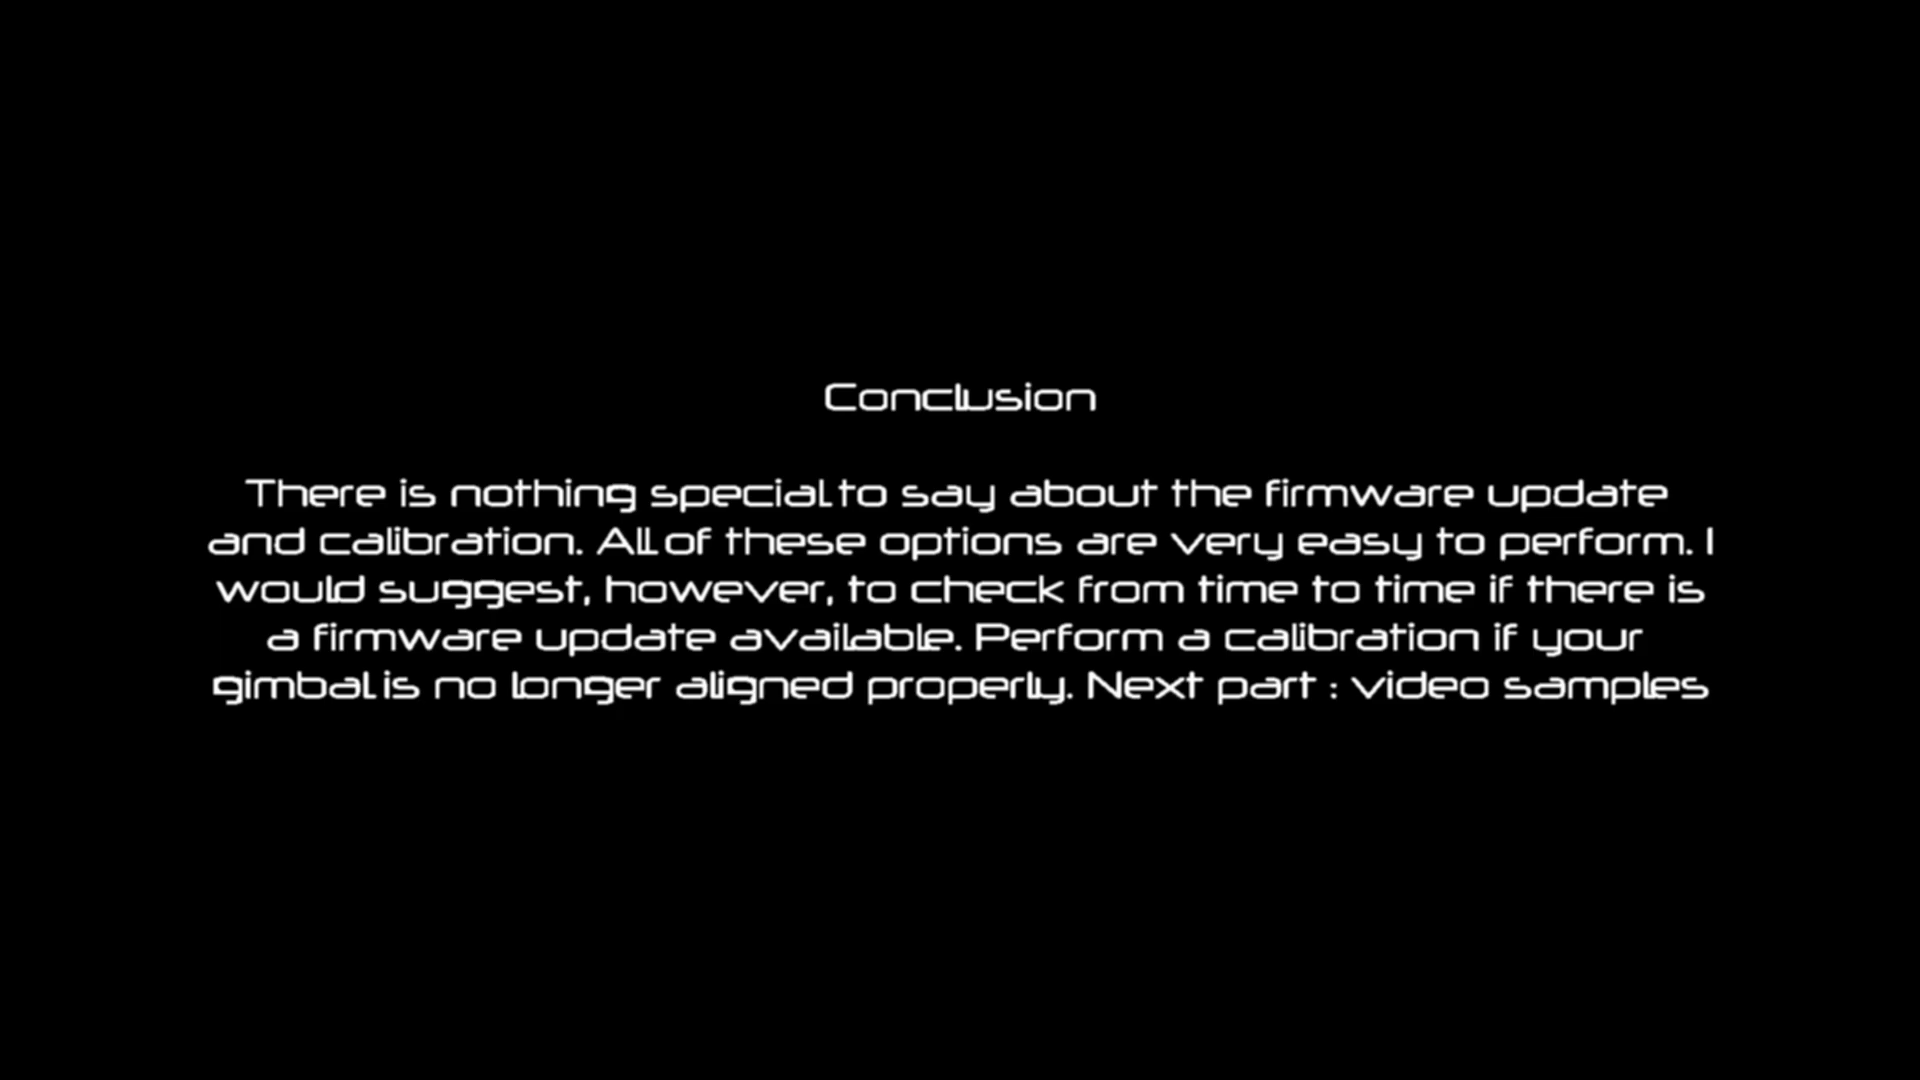 Conclusion
There is nothing special to say about the firmware update
and calibration. All of these options are very easy to perform. I
would suggest, however, to check from time to time if there is
a firmware update available. Perform a calibration if your
gimbal is no longer aligned properly. Next part : video samples